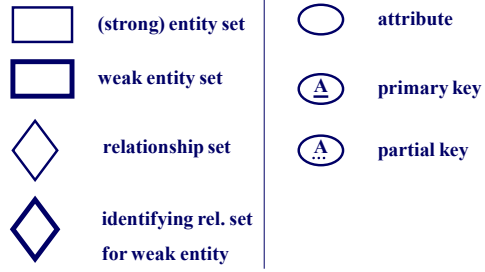 (strong) entity set
weak entity set
relationship set
identifying rel. set
for weak entity
attribute
A
primary key
A
partial key